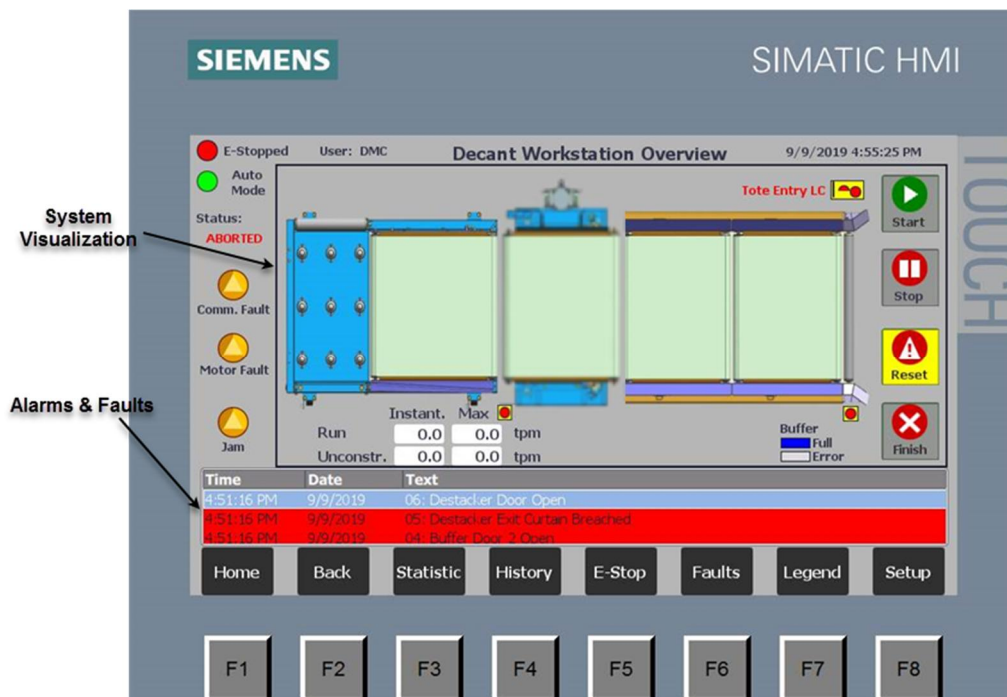 SIEMENS
SIMATIC HMI
TOUCH
E-Stopped
User: DMC
Decant Workstation Overview
9/9/2019 4:55:25 PM
Auto
Mode
Tote Entry LC
Start
System
Visualization
Status:
ABORTED
Comm. Fault
Stop
Motor Fault
Reset
Alarms & Faults
Jam
Instant. Max
Run 0.0 0.0 tpm
Unconstr. 0.0 0.0 tpm
Buffer
Full
Error
Finish
Time Date Text
4:51:16 PM 9/9/2019 06: Destacker Door Open
4:51:16 PM 9/9/2019 05: Destacker Exit Curtain Breached
4:51:16 PM 9/9/2019 04: Buffer Door 2 Open
Home Back Statistic History E-Stop Faults Legend Setup
F1 F2 F3 F4 F5 F6 F7 F8